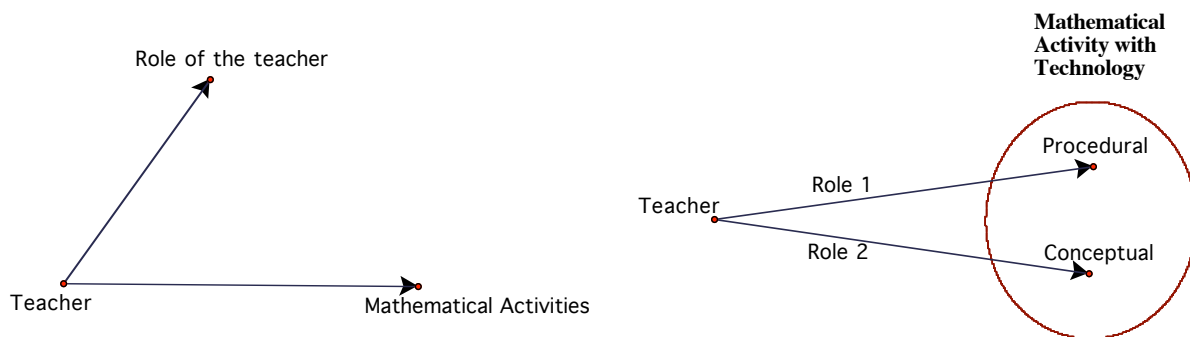 Role of the teacher
Teacher
Mathematical Activities
Mathematical
Activity with
Technology
Procedural
Role 1
Teacher
Role 2
Conceptual